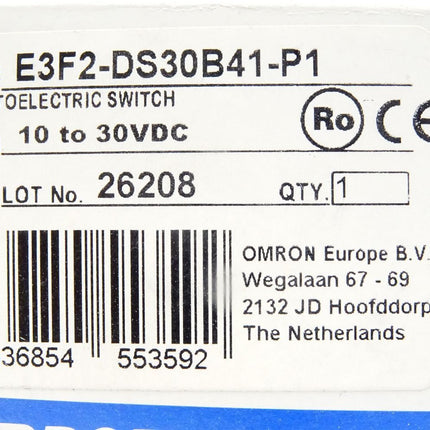 E3F2-DS30B41-P1
TOELECTRIC SWITCH
10 to 30VDC
Ro CE
LOT No. 26208 QTY. 1
OMRON Europe B.V.
Wegalaan 67 - 69
2132 JD Hoofddorp
The Netherlands
36854 553592